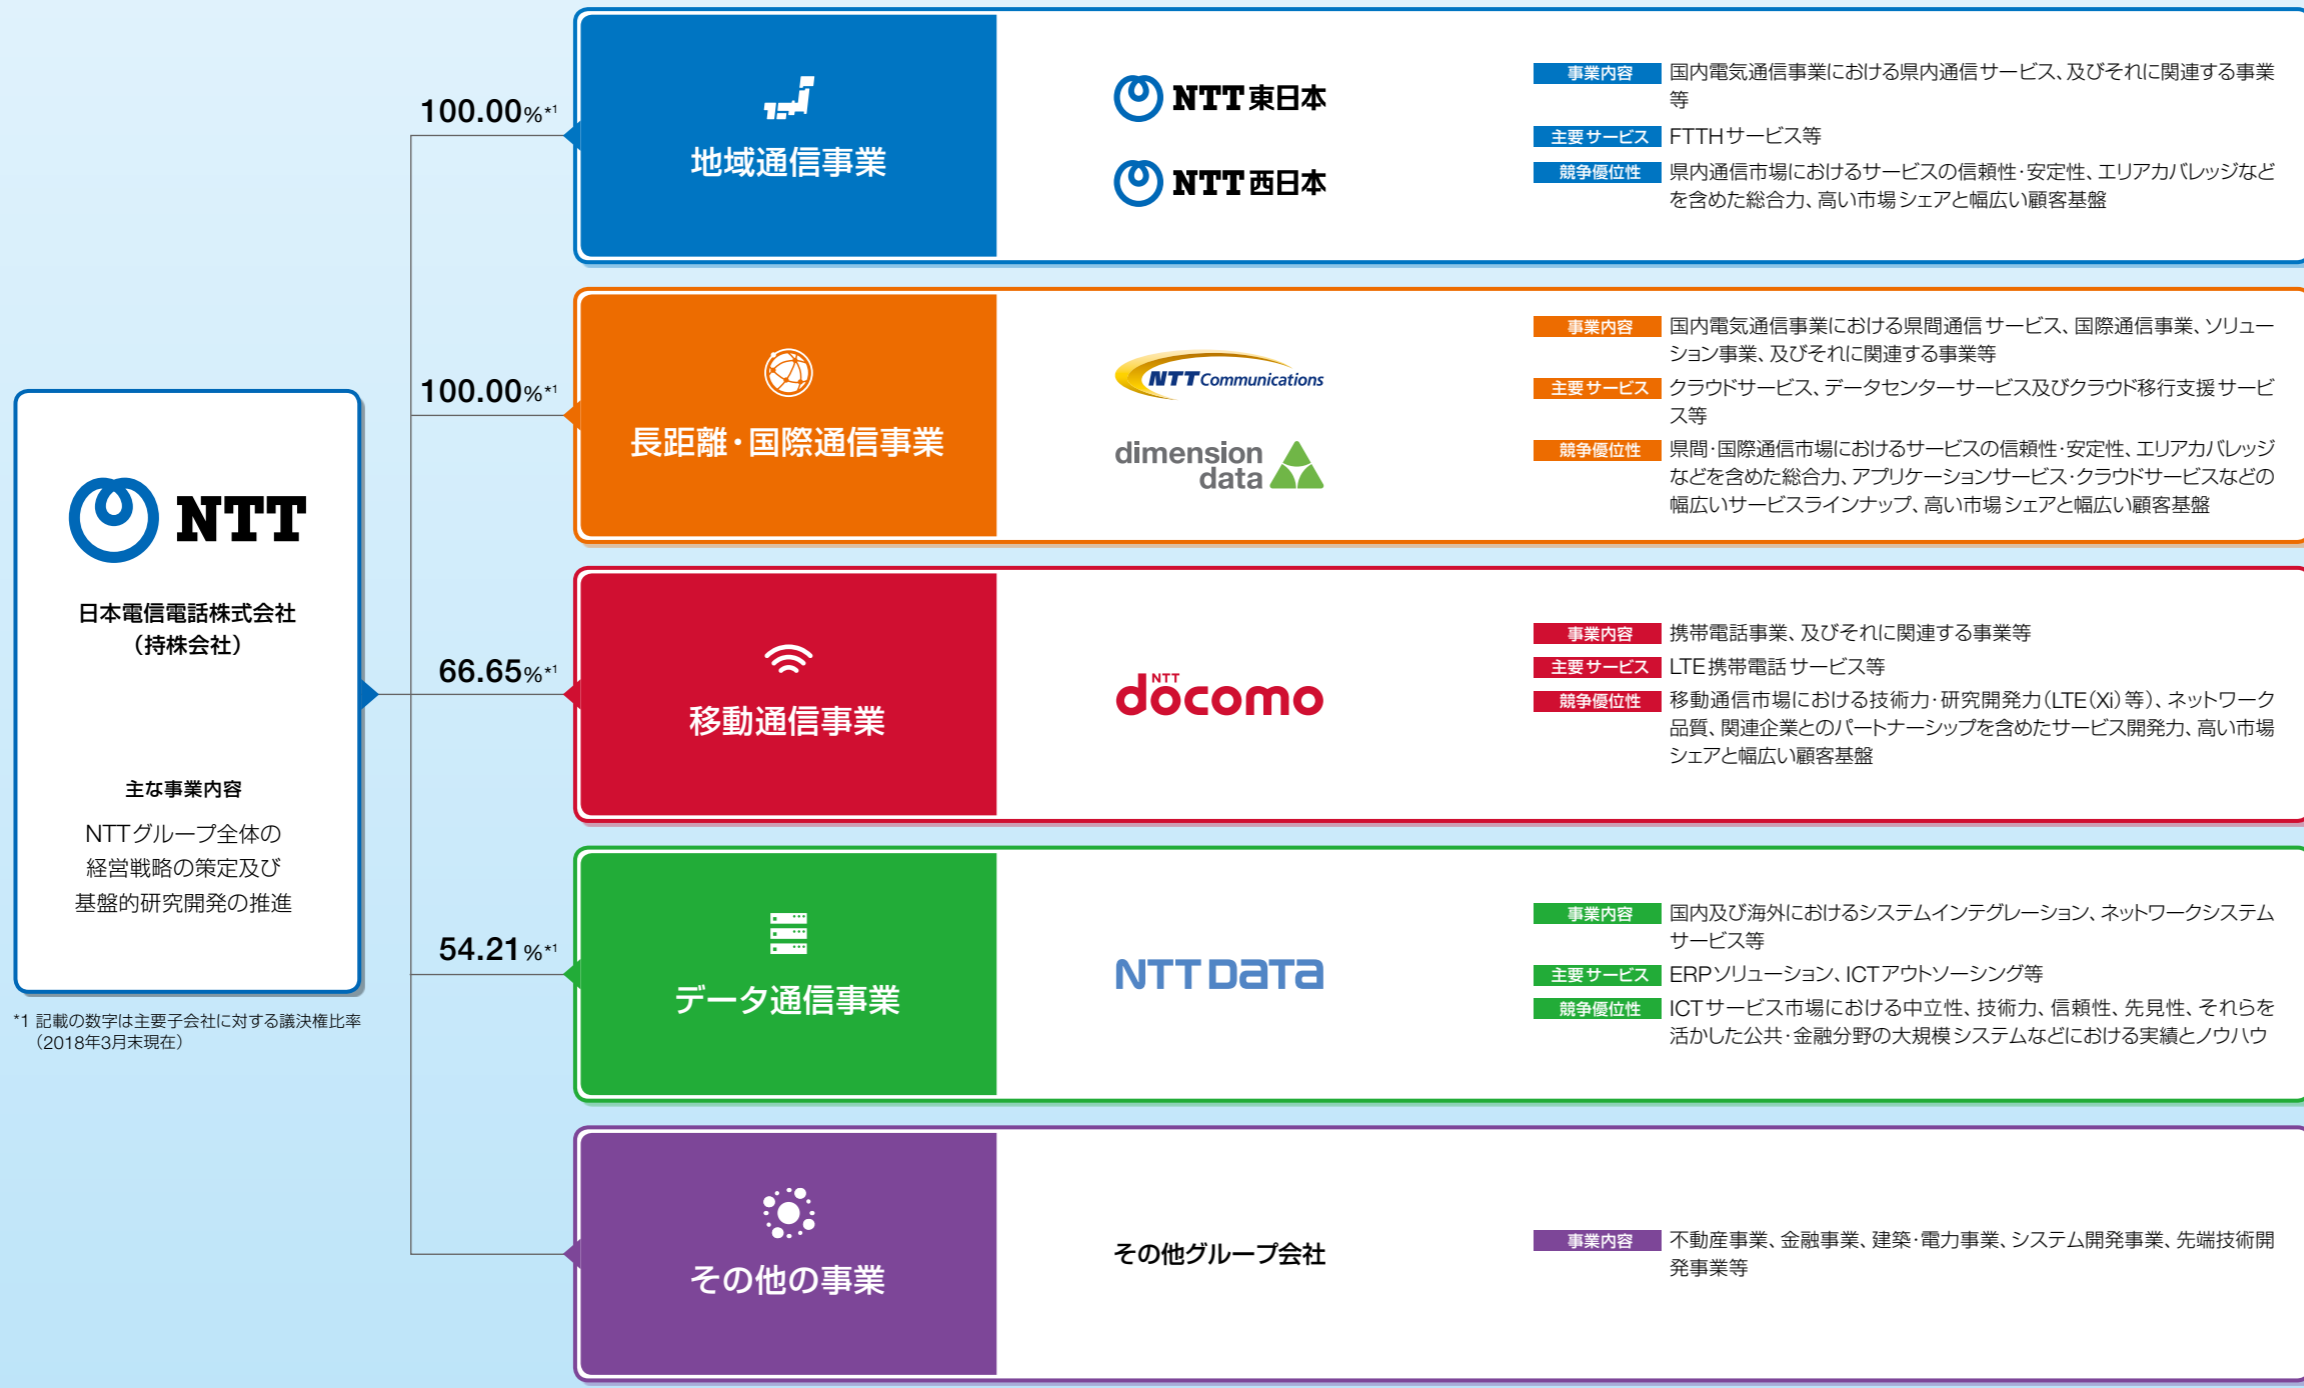 NTT
日本電信電話株式会社
（持株会社）
主な事業内容
NTTグループ全体の
経営戦略の策定及び
基盤的研究開発の推進
*1 記載の数字は主要子会社に対する議決権比率
（2018年3月末現在）
100.00%*1
地域通信事業
NTT東日本
NTT西日本
事業内容 国内電気通信事業における県内通信サービス、及びそれに関連する事業
等
主要サービス FTTHサービス等
競争優位性 県内通信市場におけるサービスの信頼性・安定性、エリアカバレッジなど
を含めた総合力、高い市場シェアと幅広い顧客基盤
100.00%*1
長距離・国際通信事業
NTT Communications
dimension
data
事業内容 国内電気通信事業における県間通信サービス、国際通信事業、ソリュー
ション事業、及びそれに関連する事業等
主要サービス クラウドサービス、データセンターサービス及びクラウド移行支援サービ
ス等
競争優位性 県間・国際通信市場におけるサービスの信頼性・安定性、エリアカバレッジ
などを含めた総合力、アプリケーションサービス・クラウドサービスなどの
幅広いサービスラインナップ、高い市場シェアと幅広い顧客基盤
66.65%*1
移動通信事業
NTT
docomo
事業内容 携帯電話事業、及びそれに関連する事業等
主要サービス LTE携帯電話サービス等
競争優位性 移動通信市場における技術力・研究開発力（LTE（Xi）等）、ネットワーク
品質、関連企業とのパートナーシップを含めたサービス開発力、高い市場
シェアと幅広い顧客基盤
54.21%*1
データ通信事業
NTT DATA
事業内容 国内及び海外におけるシステムインテグレーション、ネットワークシステム
サービス等
主要サービス ERPソリューション、ICTアウトソーシング等
競争優位性 ICTサービス市場における中立性、技術力、信頼性、先見性、それらを
活かした公共・金融分野の大規模システムなどにおける実績とノウハウ
その他の事業
その他グループ会社
事業内容 不動産事業、金融事業、建築・電力事業、システム開発事業、先端技術開
発事業等